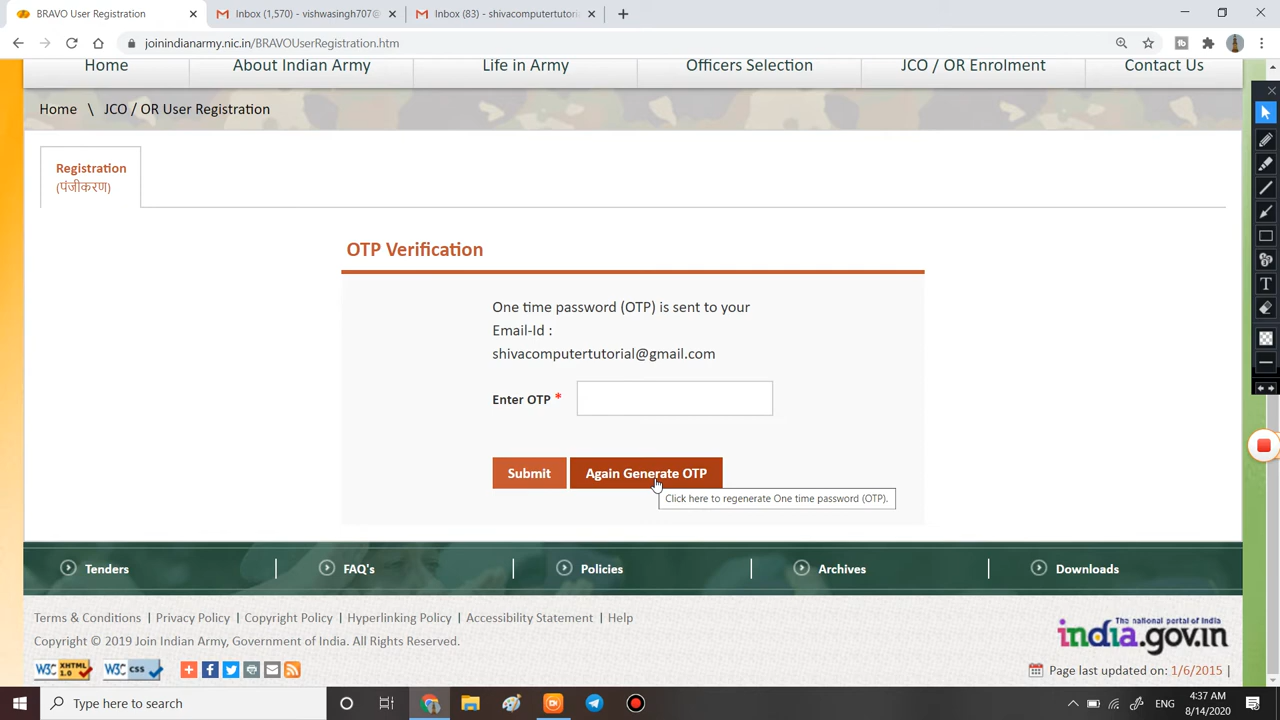 BRAVO User Registration
Inbox (1,570) - vishwasingh707@
Inbox (83) - shivacomputertutori
joinindianarmy.nic.in/BRAVOUserRegistration.htm
Home
About Indian Army
Life in Army
Officers Selection
JCO / OR Enrolment
Contact Us
Home \ JCO / OR User Registration
Registration
(पंजीकरण)
OTP Verification
One time password (OTP) is sent to your
Email-Id :
shivacomputertutorial@gmail.com
Enter OTP *
Submit
Again Generate OTP
Click here to regenerate One time password (OTP).
Tenders
FAQ's
Policies
Archives
Downloads
Terms & Conditions | Privacy Policy | Copyright Policy | Hyperlinking Policy | Accessibility Statement | Help
The national portal of India
india.gov.in
Copyright © 2019 Join Indian Army, Government of India. All Rights Reserved.
W3C XHTML 1.0
W3C css
Page last updated on: 1/6/2015 |
Type here to search
ENG
4:37 AM
8/14/2020